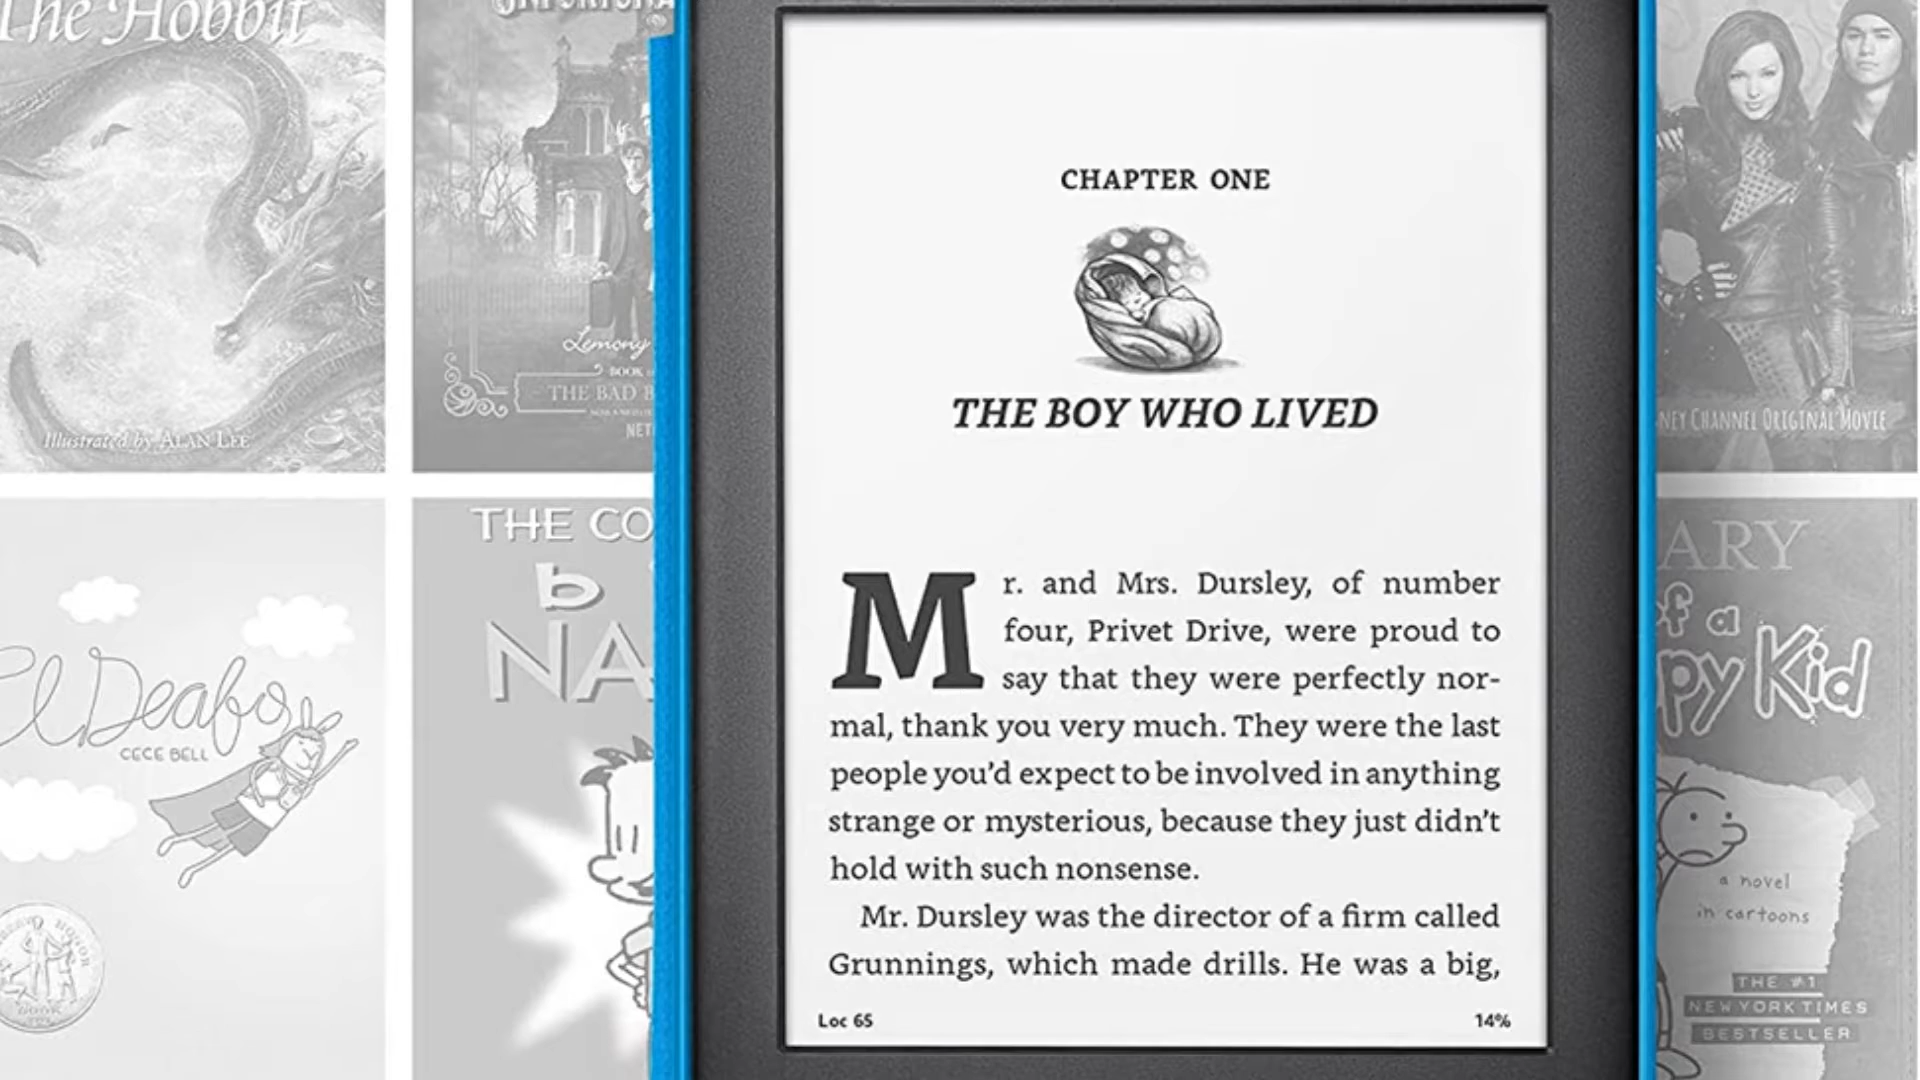 The Hobbit
Illustrated by ALAN LEE
Lemony
BOOK
THE BAD B
NETF
El Deafo
CECE BELL
THE CO
b
NA
CHAPTER ONE
THE BOY WHO LIVED
Mr. and Mrs. Dursley, of number
four, Privet Drive, were proud to
say that they were perfectly nor-
mal, thank you very much. They were the last
people you’d expect to be involved in anything
strange or mysterious, because they just didn’t
hold with such nonsense.
Mr. Dursley was the director of a firm called
Grunnings, which made drills. He was a big,
Loc 65
14%
NEY CHANNEL ORIGINAL MOVIE
ARY
of a
py Kid
a novel
in cartoons
THE #1
NEW YORK TIMES
BESTSELLER